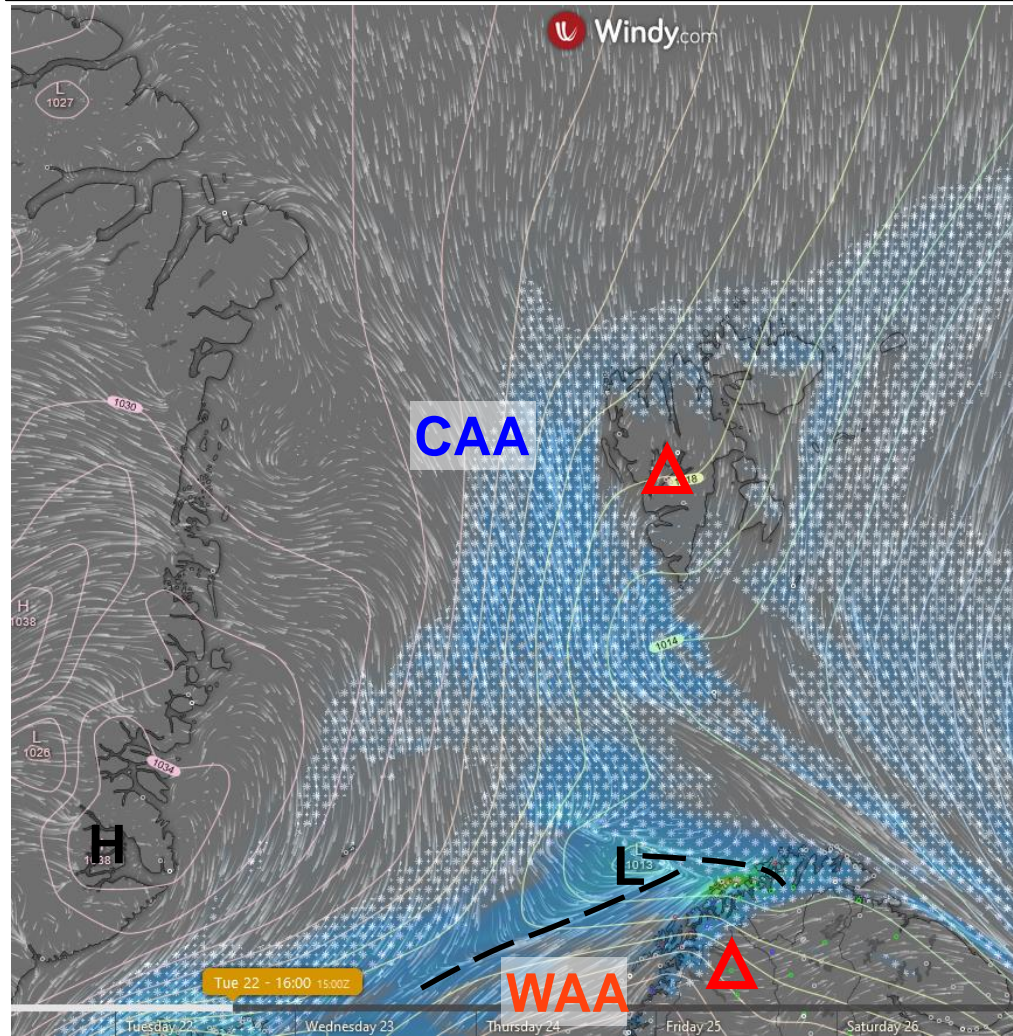 Windy.com
L
1027
1030
CAA
1018
H
1038
1014
L
1026
1034
H
1038
L
L
1013
WAA
Tue 22 - 16:00 15:00Z
Tuesday 22
Wednesday 23
Thursday 24
Friday 25
Saturday 26